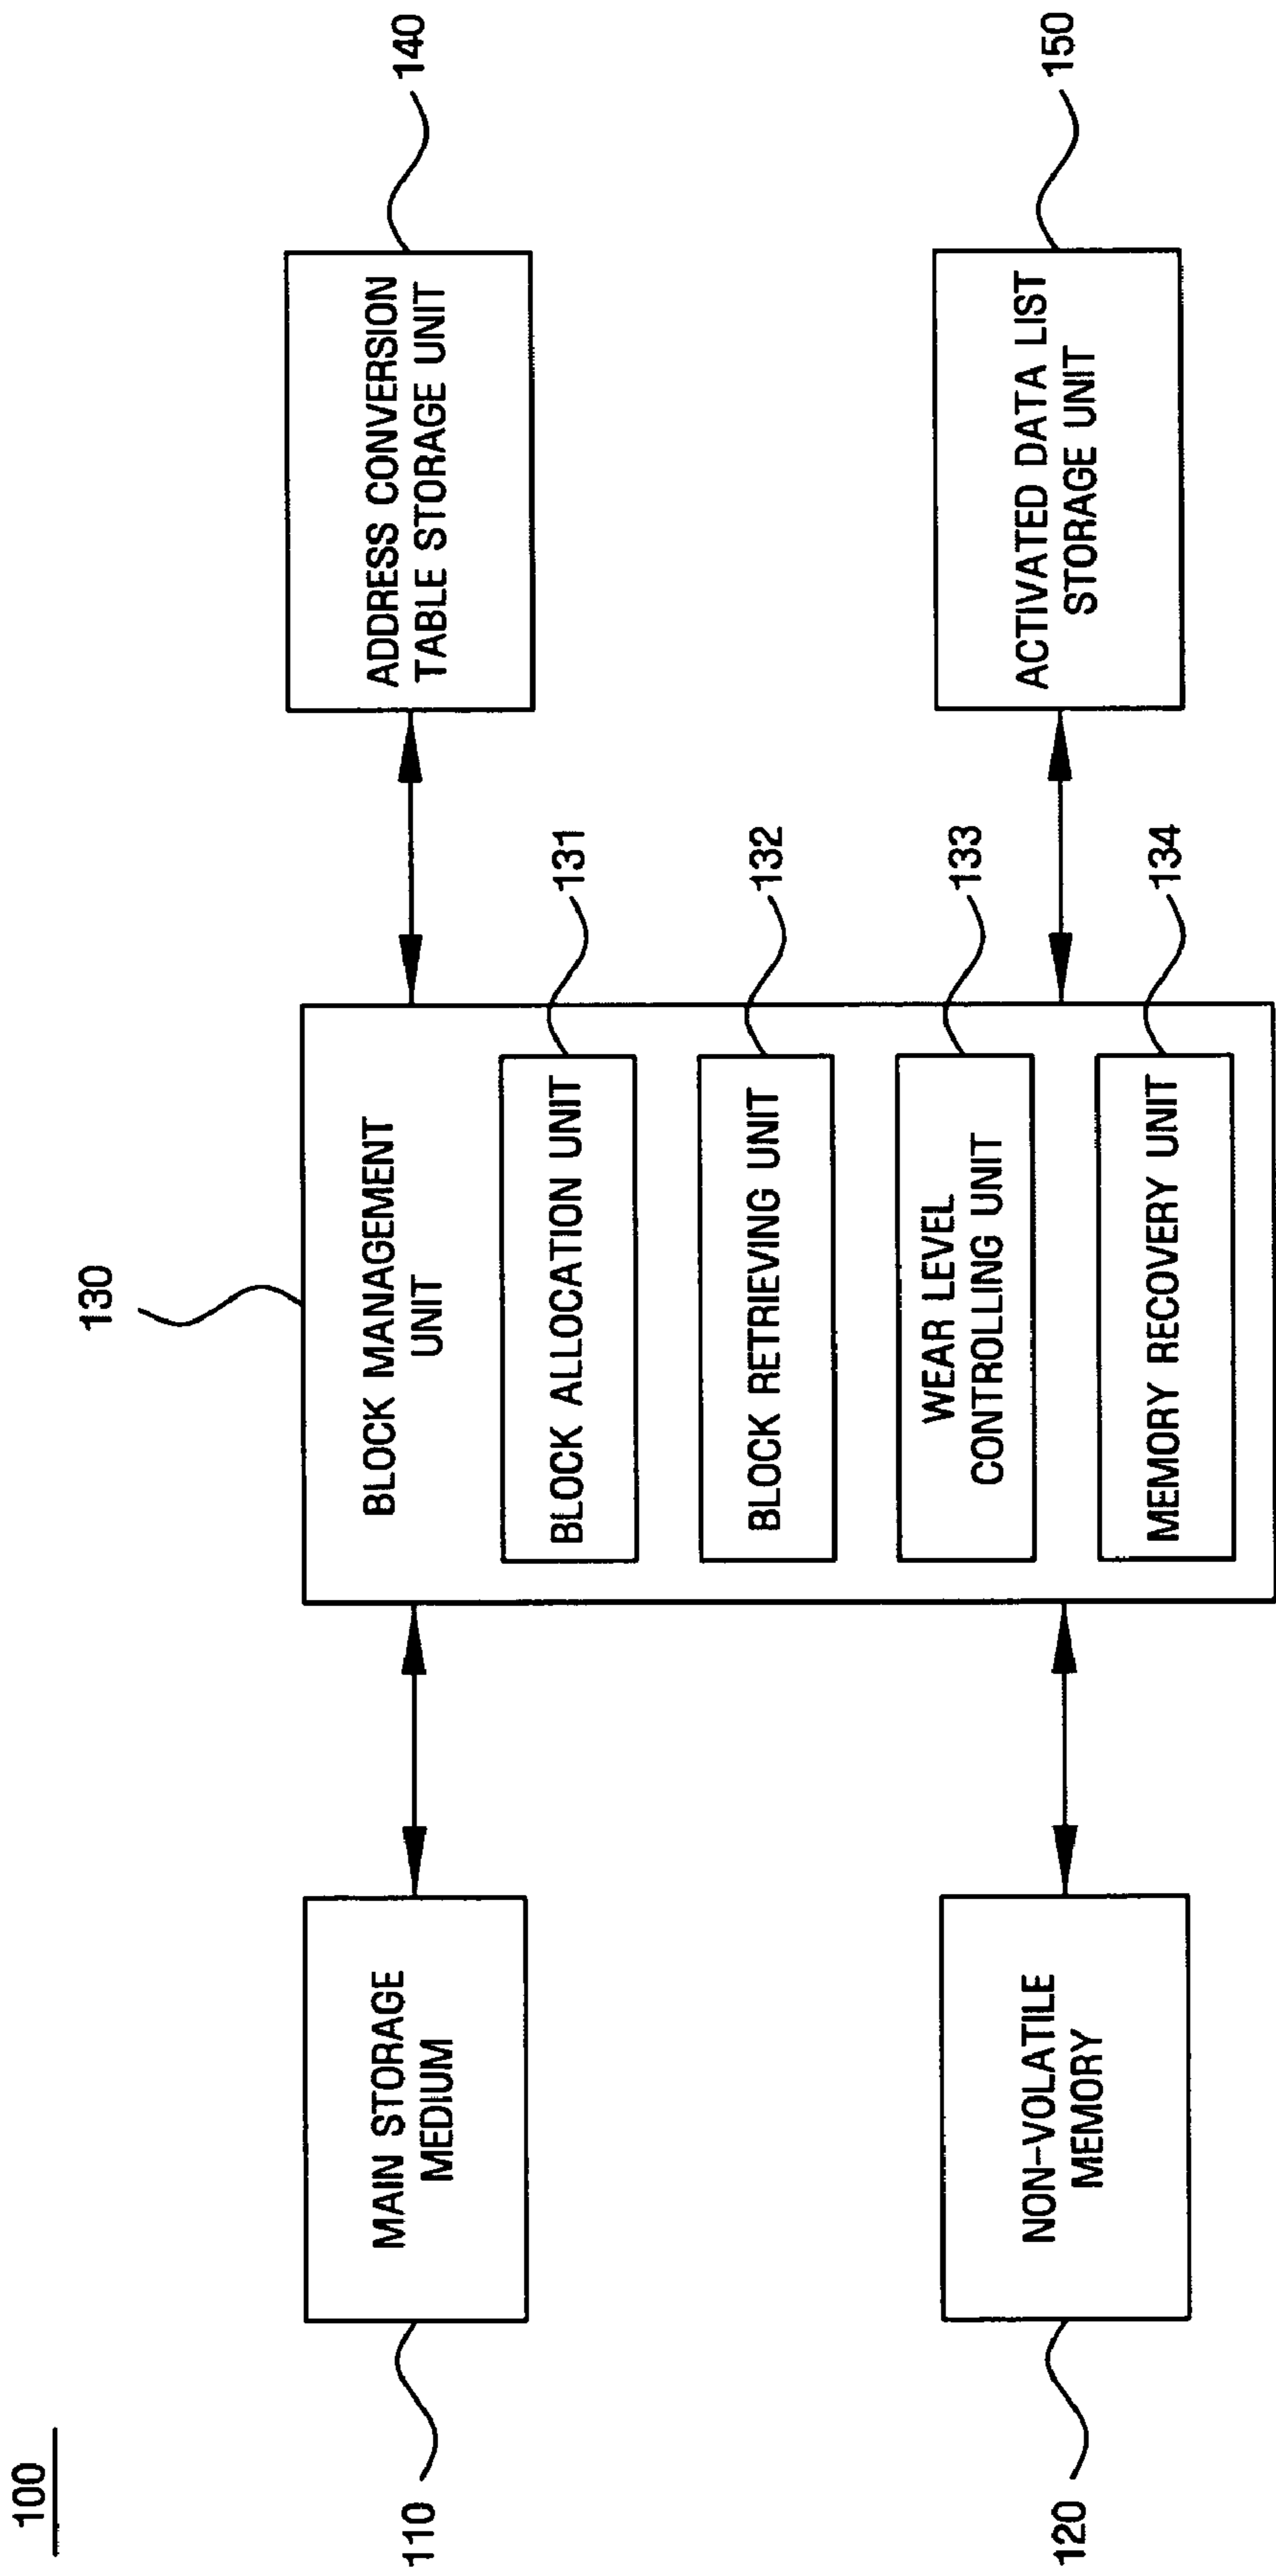 100
130
BLOCK MANAGEMENT
UNIT
110
MAIN STORAGE
MEDIUM
BLOCK ALLOCATION UNIT
131
ADDRESS CONVERSION
TABLE STORAGE UNIT
140
BLOCK RETRIEVING UNIT
132
WEAR LEVEL
CONTROLLING UNIT
133
120
NON-VOLATILE
MEMORY
MEMORY RECOVERY UNIT
134
ACTIVATED DATA LIST
STORAGE UNIT
150